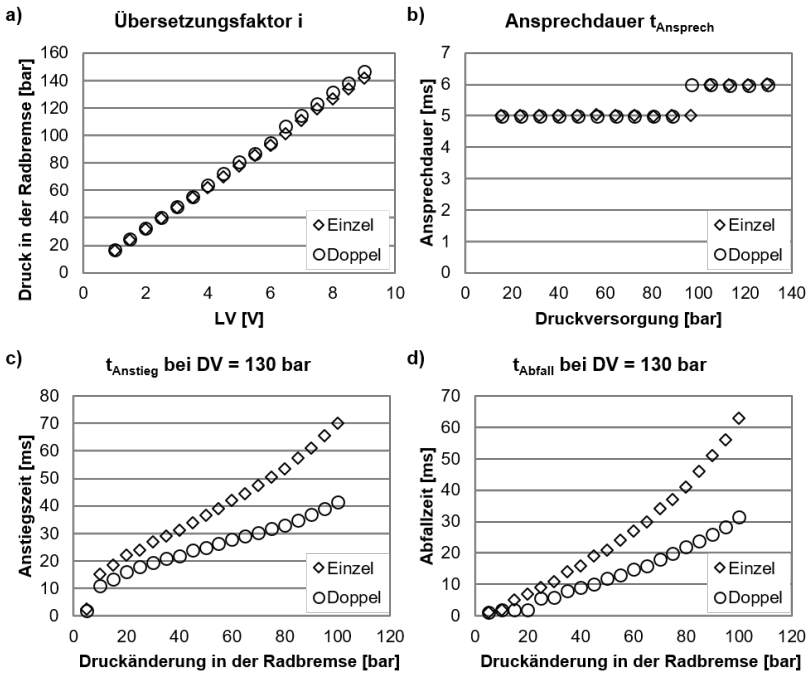 a)
Übersetzungsfaktor i
Druck in der Radbremse [bar]
160
140
120
100
80
60
40
20
0
0 2 4 6 8 10
LV [V]
Einzel
Doppel
b)
Ansprechdauer tAnsprech
Ansprechdauer [ms]
7
6
5
4
3
2
1
0
0 20 40 60 80 100 120 140
Druckversorgung [bar]
Einzel
Doppel
c)
tAnstieg bei DV = 130 bar
Anstiegszeit [ms]
80
70
60
50
40
30
20
10
0
0 20 40 60 80 100 120
Druckänderung in der Radbremse [bar]
Einzel
Doppel
d)
tAbfall bei DV = 130 bar
Abfallzeit [ms]
70
60
50
40
30
20
10
0
0 20 40 60 80 100 120
Druckänderung in der Radbremse [bar]
Einzel
Doppel